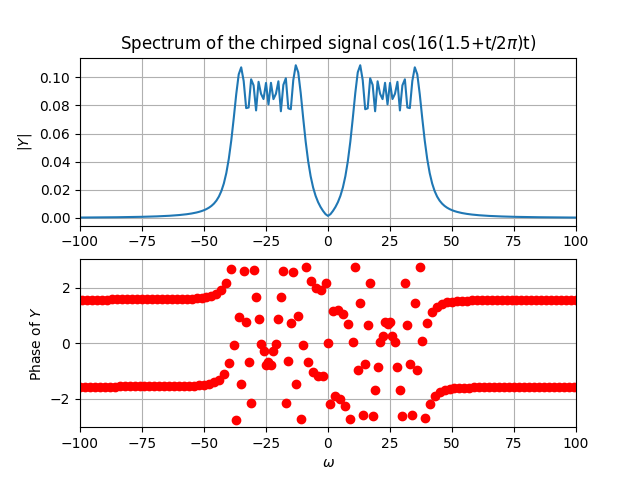 Spectrum of the chirped signal cos(16(1.5+t/2π)t)
0.10
0.08
0.06
0.04
0.02
0.00
|Y|
−100 −75 −50 −25 0 25 50 75 100
2
0
−2
Phase of Y
−100 −75 −50 −25 0 25 50 75 100
ω